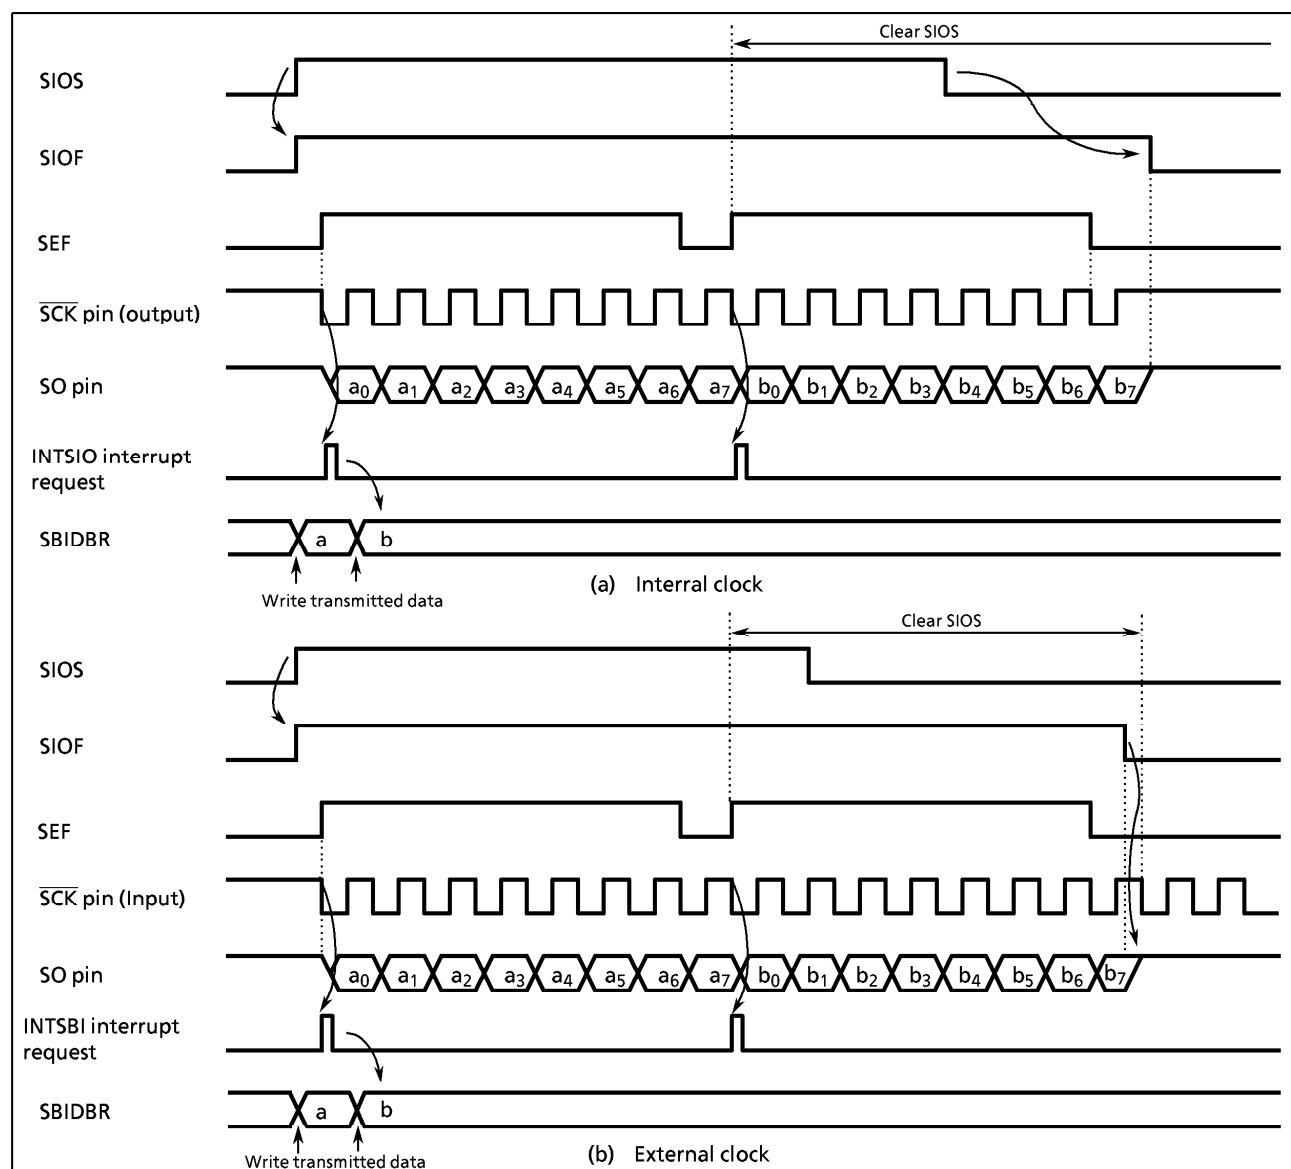 Clear SIOS
SIOS
SIOF
SEF
SCK pin (output)
SO pin
a0 a1 a2 a3 a4 a5 a6 a7 b0 b1 b2 b3 b4 b5 b6 b7
INTSIO interrupt
request
SBIDBR
a b
Write transmitted data
(a) Interral clock
Clear SIOS
SIOS
SIOF
SEF
SCK pin (Input)
SO pin
a0 a1 a2 a3 a4 a5 a6 a7 b0 b1 b2 b3 b4 b5 b6 b7
INTSBI interrupt
request
SBIDBR
a b
Write transmitted data
(b) External clock